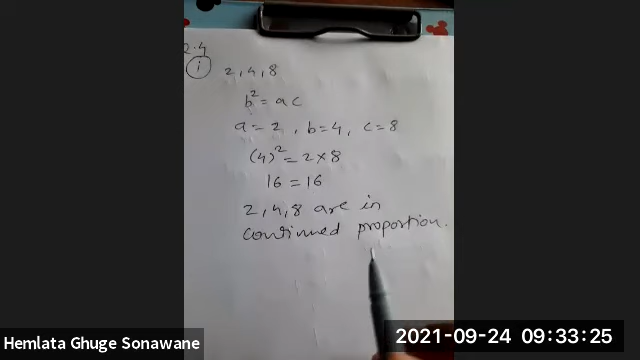 2.4
i 2, 4, 8
b² = ac
a = 2, b = 4, c = 8
(4)² = 2 × 8
16 = 16
2, 4, 8 are in
continued proportion.
Hemlata Ghuge Sonawane
2021-09-24 09:33:25